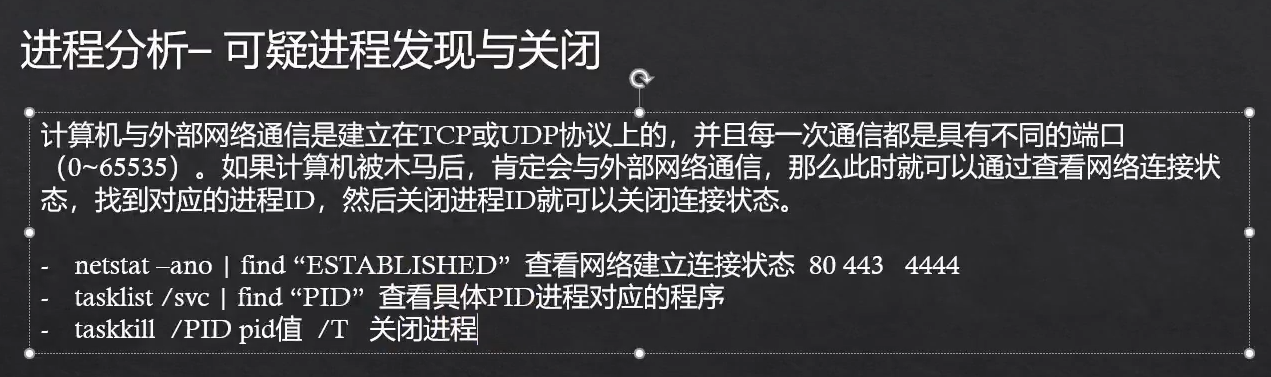 进程分析– 可疑进程发现与关闭
计算机与外部网络通信是建立在TCP或UDP协议上的，并且每一次通信都是具有不同的端口
（0~65535）。如果计算机被木马后，肯定会与外部网络通信，那么此时就可以通过查看网络连接状
态，找到对应的进程ID，然后关闭进程ID就可以关闭连接状态。
- netstat –ano | find “ESTABLISHED” 查看网络建立连接状态 80 443 4444
- tasklist /svc | find “PID” 查看具体PID进程对应的程序
- taskkill /PID pid值 /T 关闭进程